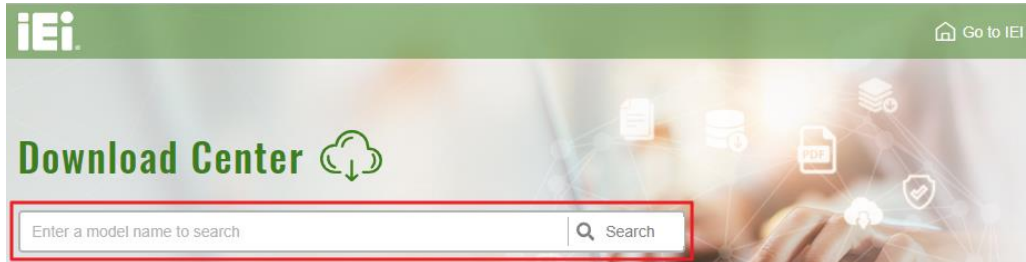 iEi.
Go to IEI
Download Center
PDF
Enter a model name to search
Search